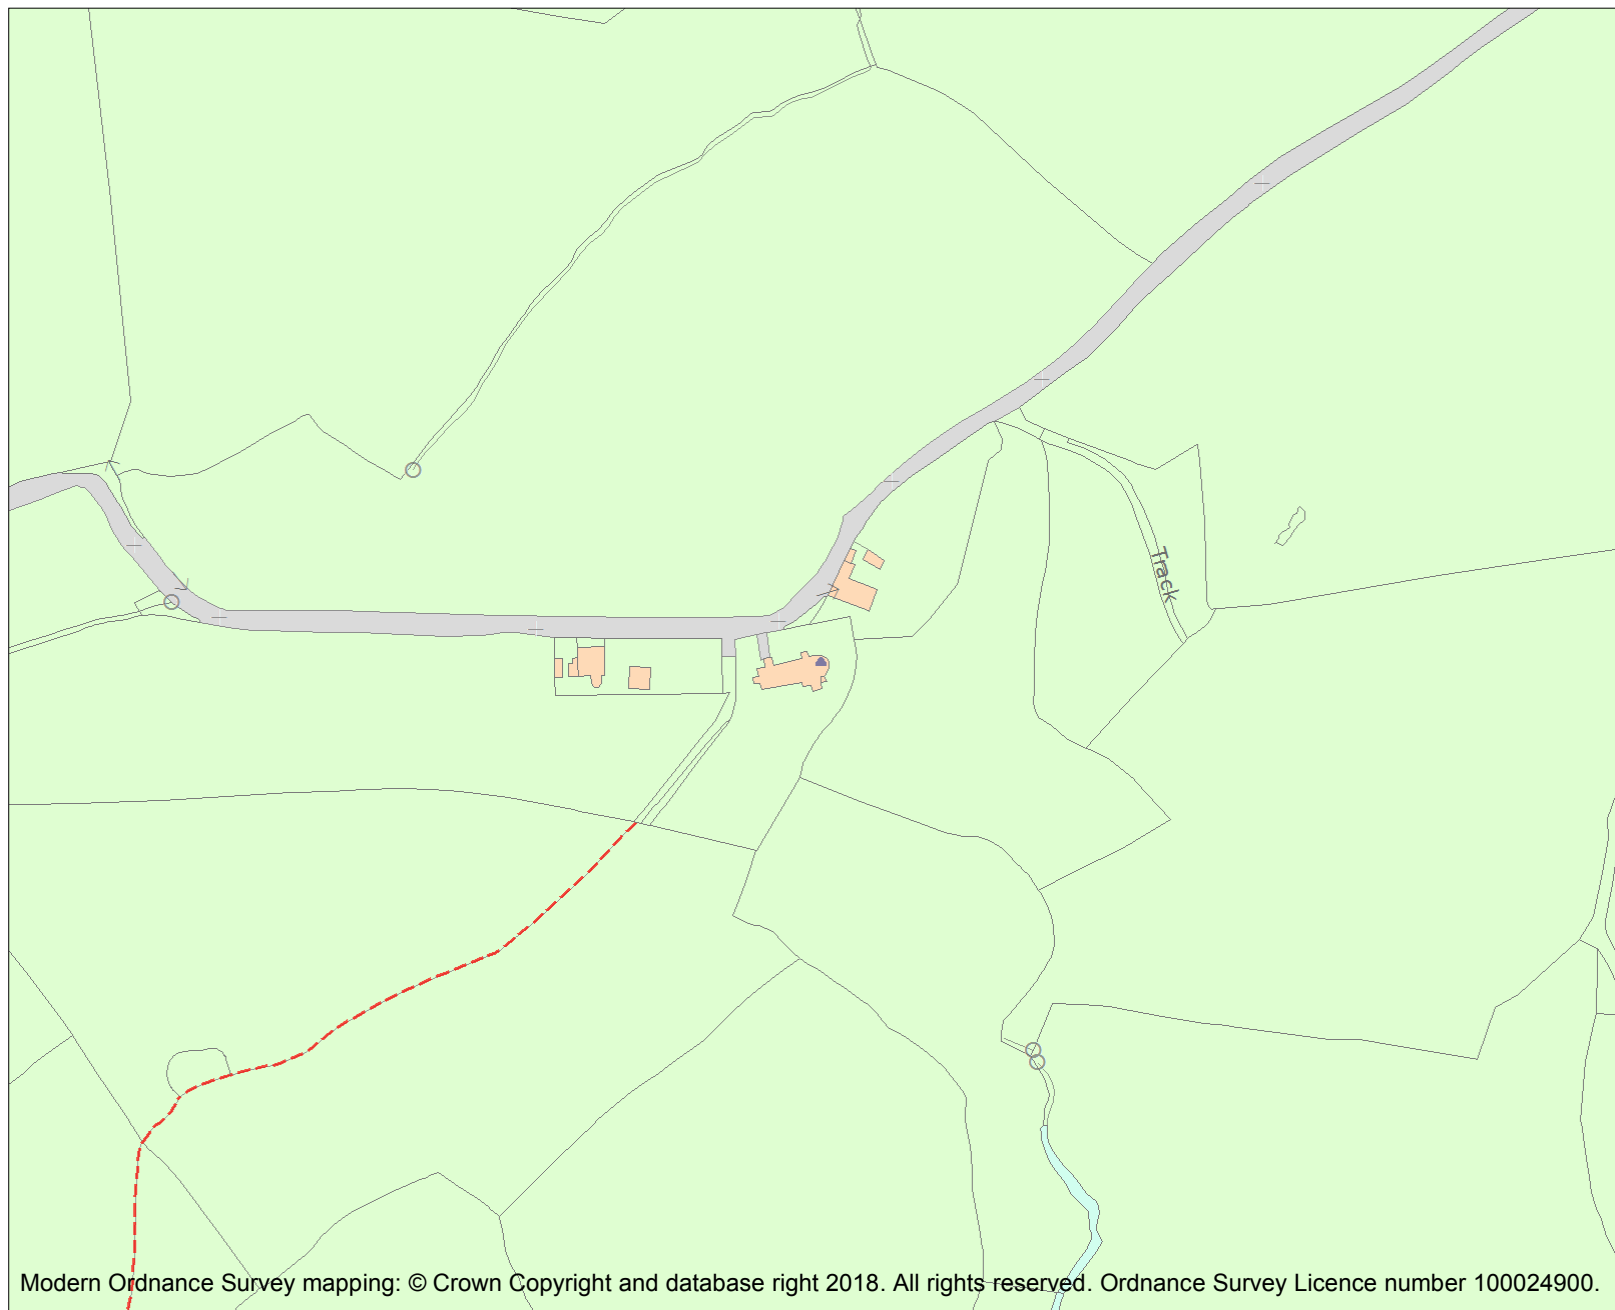 Track
Modern Ordnance Survey mapping: © Crown Copyright and database right 2018. All rights reserved. Ordnance Survey Licence number 100024900.